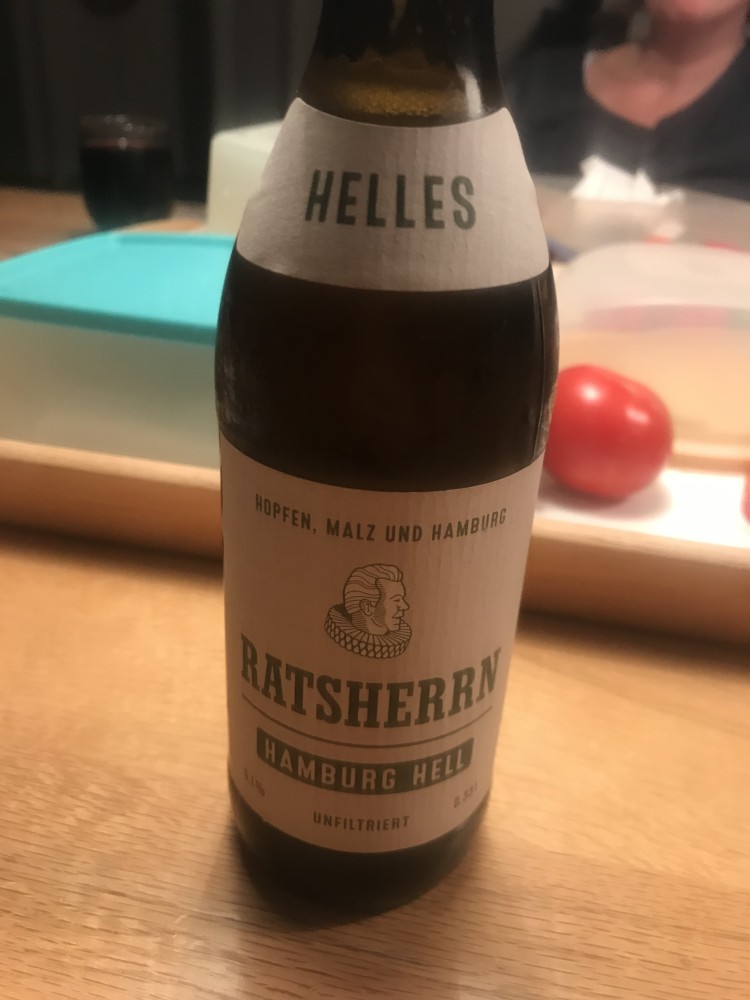 HELLES
HOPFEN, MALZ UND HAMBURG
RATSHERRN
HAMBURG HELL
UNFILTRIERT